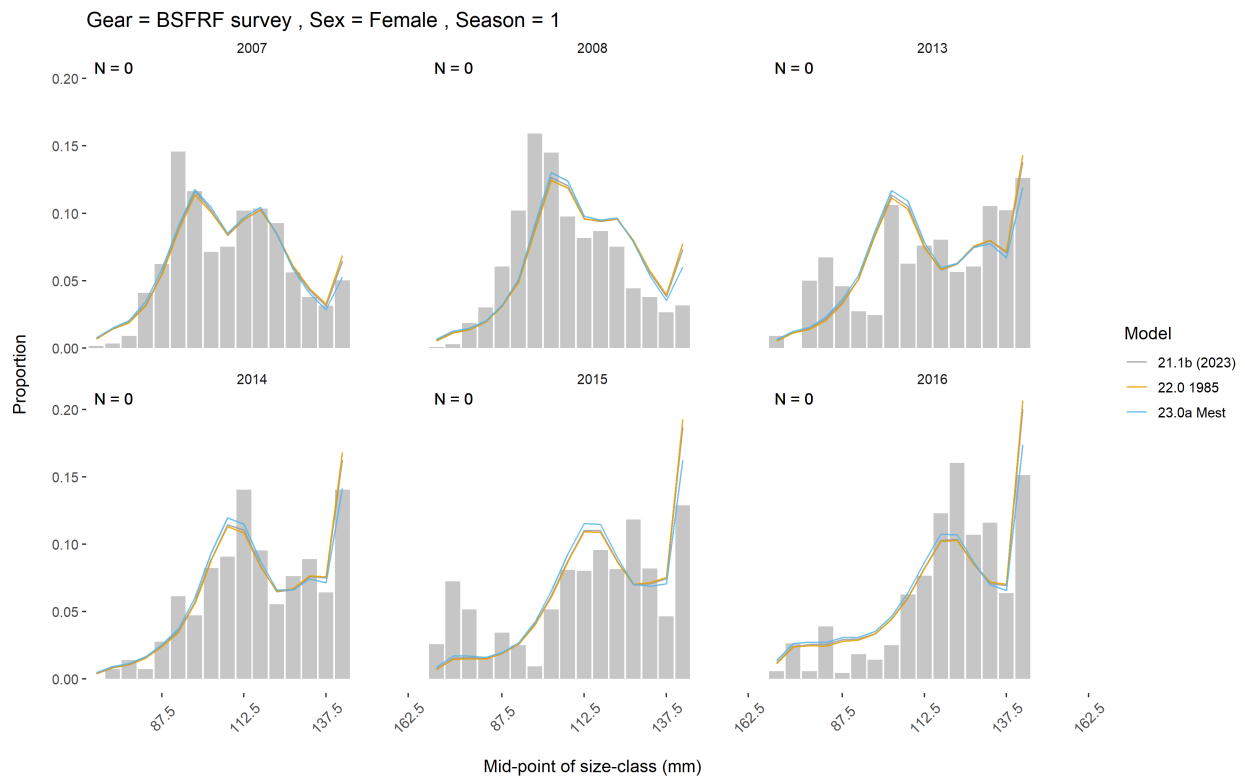 Gear = BSFRF survey , Sex = Female , Season = 1
2007 2008 2013
N = 0 N = 0 N = 0
0.20
0.15
0.10
0.05
0.00
2014 2015 2016
N = 0 N = 0 N = 0
0.20
0.15
0.10
0.05
0.00
87.5 112.5 137.5 162.5 87.5 112.5 137.5 162.5 87.5 112.5 137.5 162.5
Mid-point of size-class (mm)
Proportion
Model
21.1b (2023)
22.0 1985
23.0a Mest